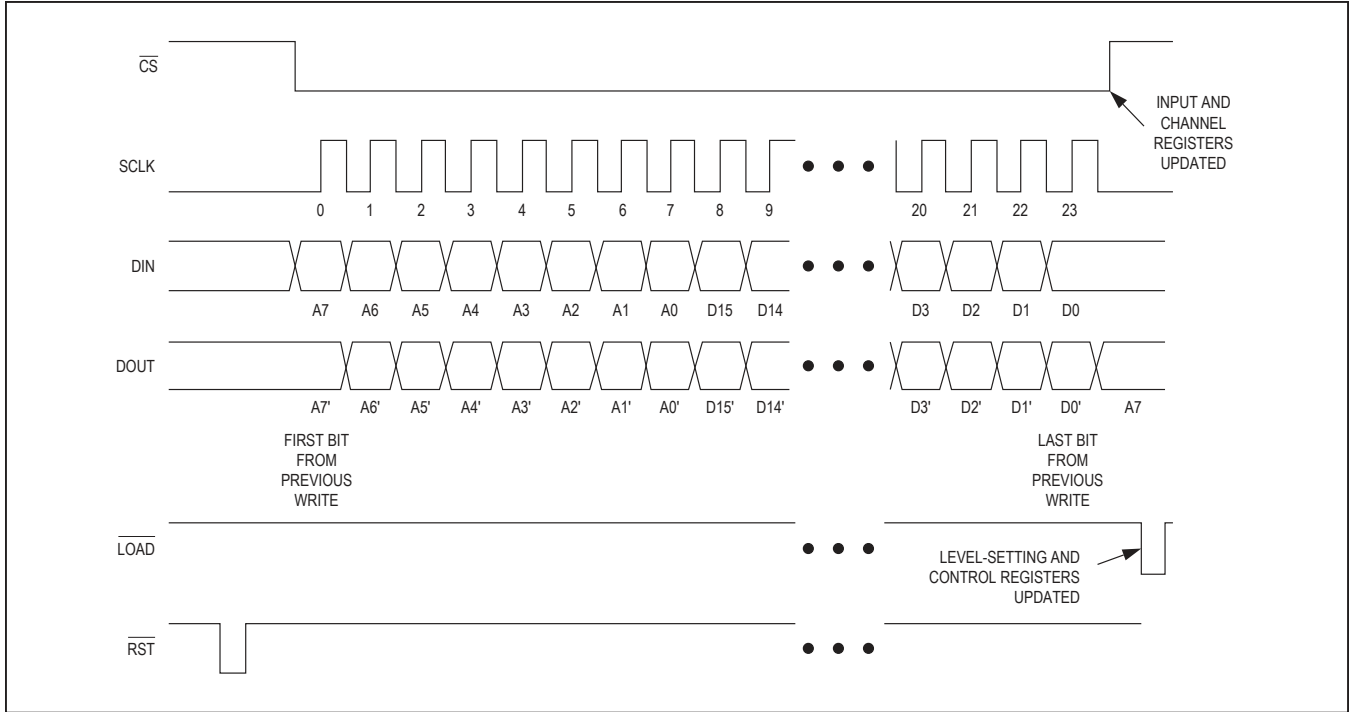 CS
INPUT AND
CHANNEL
REGISTERS
UPDATED
SCLK
0 1 2 3 4 5 6 7 8 9 20 21 22 23
DIN
A7 A6 A5 A4 A3 A2 A1 A0 D15 D14 D3 D2 D1 D0
DOUT
A7' A6' A5' A4' A3' A2' A1' A0' D15' D14' D3' D2' D1' D0' A7
FIRST BIT
FROM
PREVIOUS
WRITE
LAST BIT
FROM
PREVIOUS
WRITE
LOAD
LEVEL-SETTING AND
CONTROL REGISTERS
UPDATED
RST